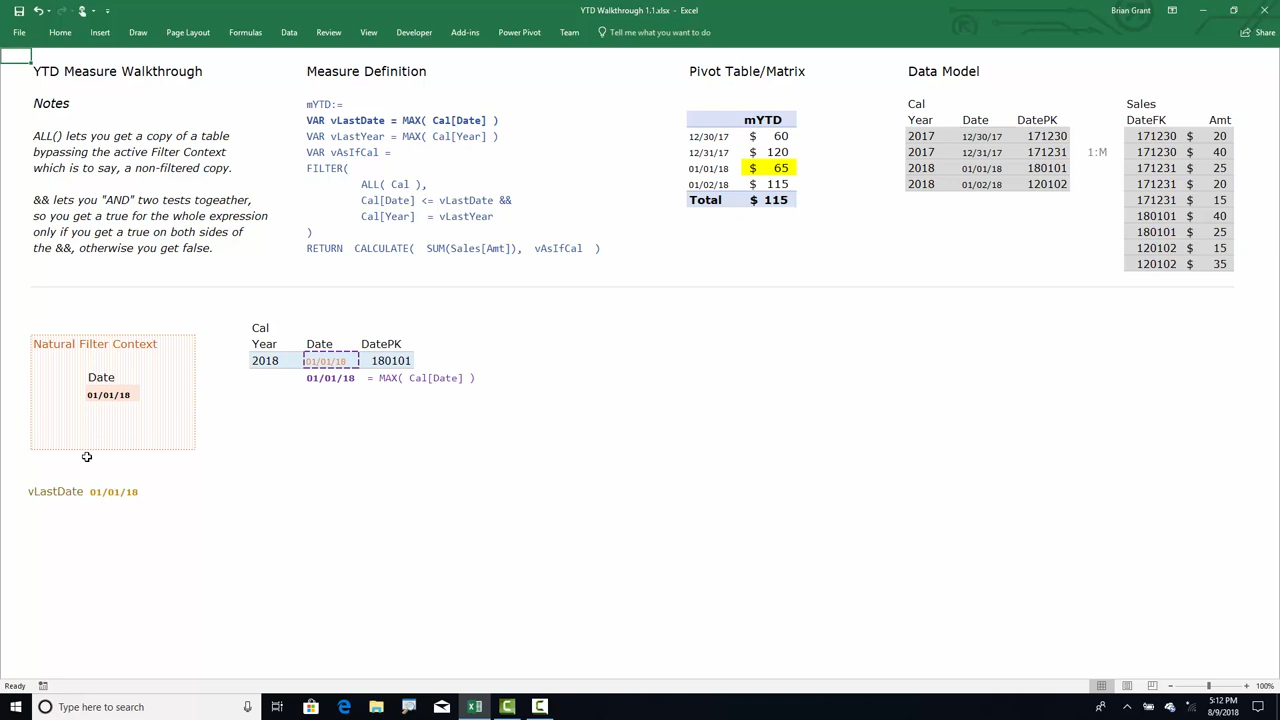 YTD Walkthrough 1.1.xlsx - Excel
Brian Grant
File Home Insert Draw Page Layout Formulas Data Review View Developer Add-ins Power Pivot Team Tell me what you want to do Share
YTD Measure Walkthrough
Notes
ALL() lets you get a copy of a table
bypassing the active Filter Context
which is to say, a non-filtered copy.
&& lets you "AND" two tests togeather,
so you get a true for the whole expression
only if you get a true on both sides of
the &&, otherwise you get false.
Measure Definition
mYTD:=
VAR vLastDate = MAX( Cal[Date] )
VAR vLastYear = MAX( Cal[Year] )
VAR vAsIfCal =
FILTER(
ALL( Cal ),
Cal[Date] <= vLastDate &&
Cal[Year] = vLastYear
)
RETURN CALCULATE( SUM(Sales[Amt]), vAsIfCal )
Pivot Table/Matrix
mYTD
12/30/17 $ 60
12/31/17 $ 120
01/01/18 $ 65
01/02/18 $ 115
Total $ 115
Data Model
Cal
Year Date DatePK
2017 12/30/17 171230
2017 12/31/17 171231
2018 01/01/18 180101
2018 01/02/18 120102
1:M
Sales
DateFK Amt
171230 $ 20
171230 $ 40
171231 $ 25
171231 $ 20
171231 $ 15
180101 $ 40
180101 $ 25
120102 $ 15
120102 $ 35
Natural Filter Context
Date
01/01/18
Cal
Year Date DatePK
2018 01/01/18 180101
01/01/18 = MAX( Cal[Date] )
vLastDate 01/01/18
Ready
100%
Type here to search
5:12 PM
8/9/2018